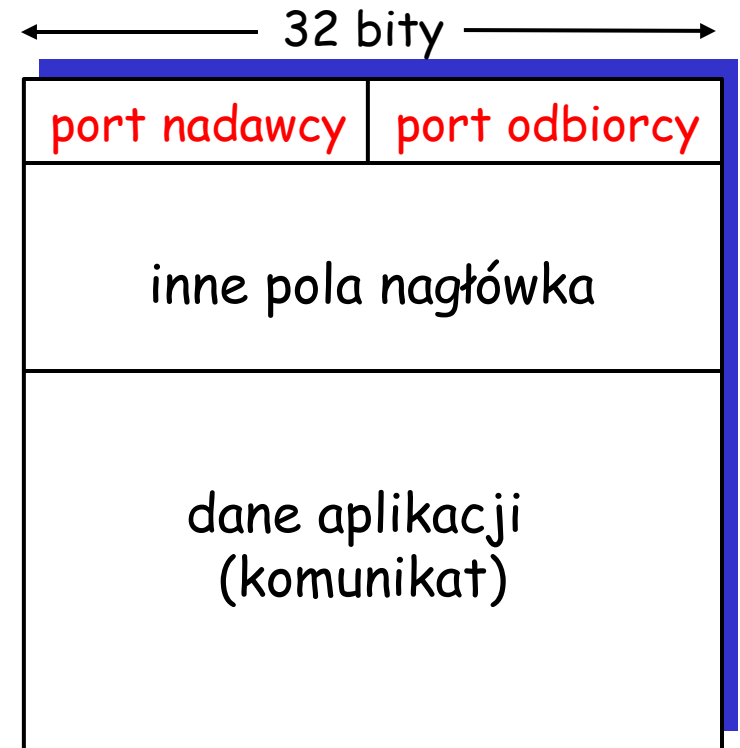 32 bity
port nadawcy port odbiorcy
inne pola nagłówka
dane aplikacji
(komunikat)